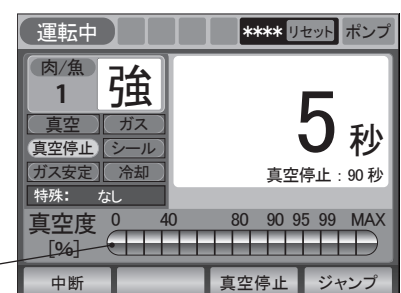 運転中 **** リセット ポンプ
肉/魚
1
強
真空 ガス
真空停止 シール
ガス安定 冷却
特殊: なし
5 秒
真空停止:90 秒
真空度 0 40 80 90 95 99 MAX
[%]
中断 真空停止 ジャンプ